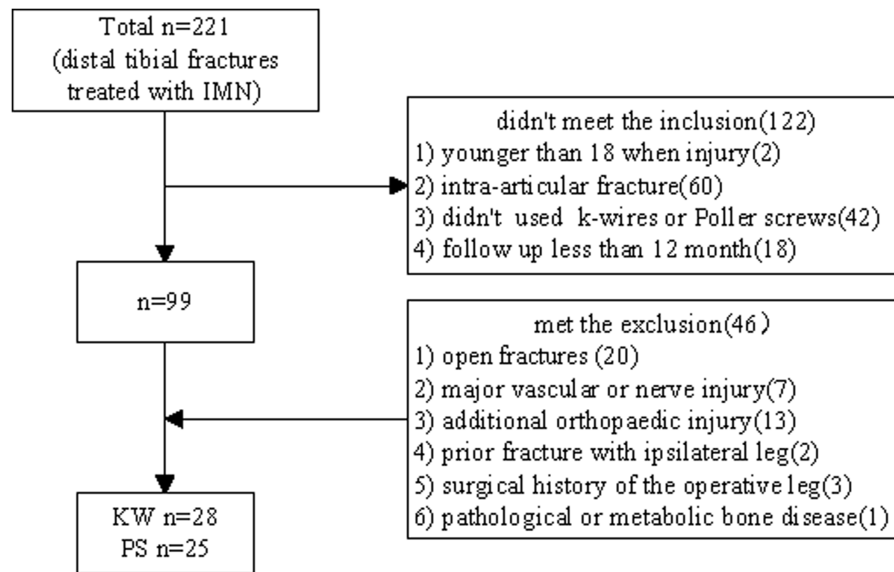 Total n=221
(distal tibial fractures
treated with IMN)
didn't meet the inclusion(122)
1) younger than 18 when injury(2)
2) intra-articular fracture(60)
3) didn't used k-wires or Poller screws(42)
4) follow up less than 12 month(18)
n=99
met the exclusion(46)
1) open fractures (20)
2) major vascular or nerve injury(7)
3) additional orthopaedic injury(13)
4) prior fracture with ipsilateral leg(2)
5) surgical history of the operative leg(3)
6) pathological or metabolic bone disease(1)
KW n=28
PS n=25